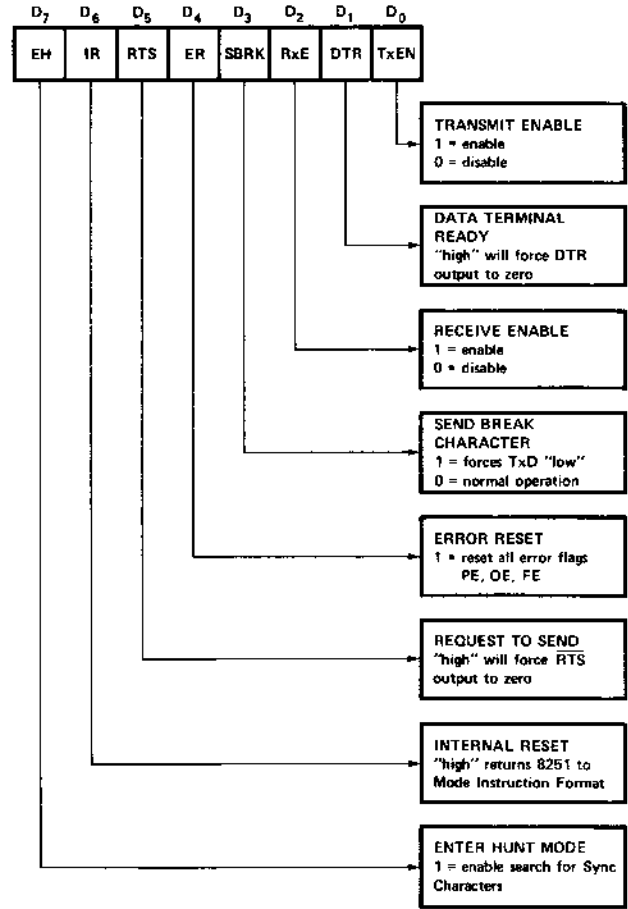 D7 D6 D5 D4 D3 D2 D1 D0
EH IR RTS ER SBRK RxE DTR TxEN
TRANSMIT ENABLE
1 = enable
0 = disable
DATA TERMINAL
READY
"high" will force DTR
output to zero
RECEIVE ENABLE
1 = enable
0 = disable
SEND BREAK
CHARACTER
1 = forces TxD "low"
0 = normal operation
ERROR RESET
1 = reset all error flags
PE, OE, FE
REQUEST TO SEND
"high" will force R̅T̅S̅
output to zero
INTERNAL RESET
"high" returns 8251 to
Mode Instruction Format
ENTER HUNT MODE
1 = enable search for Sync
Characters